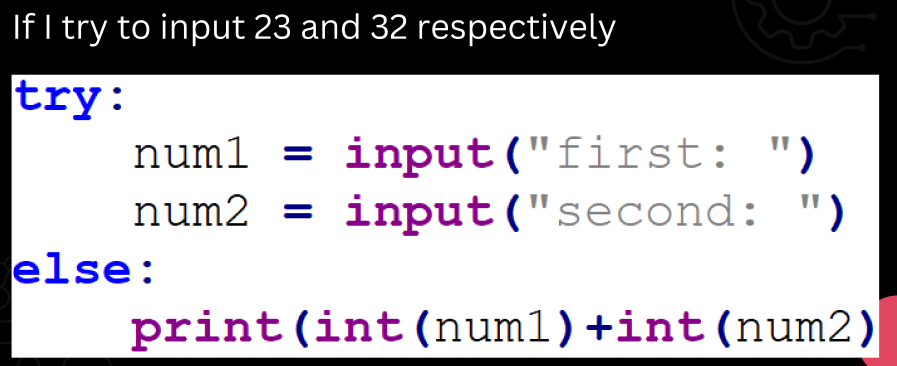 If I try to input 23 and 32 respectively
try:
    num1 = input("first: ")
    num2 = input("second: ")
else:
    print(int(num1)+int(num2)